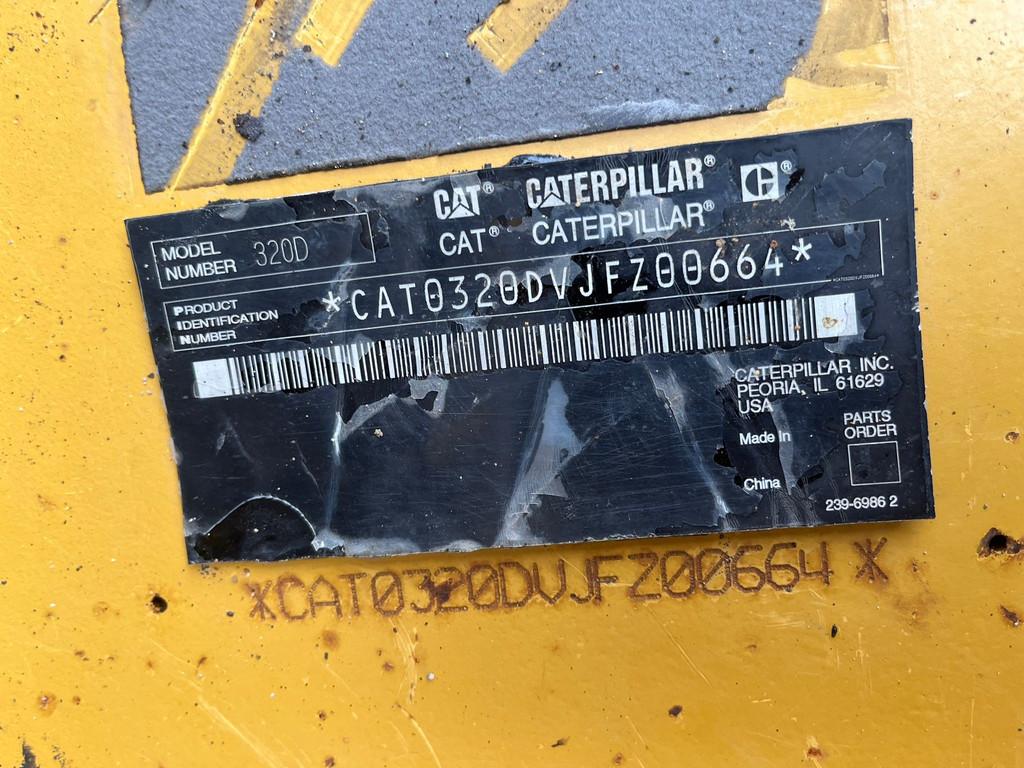 CAT® CATERPILLAR® C®
CAT® CATERPILLAR®
MODEL
NUMBER 320D
PRODUCT
IDENTIFICATION
NUMBER
*CAT0320DVJFZ00664*
*CAT0320DVJFZ00664*
CATERPILLAR INC.
PEORIA, IL 61629
USA
Made In
China
PARTS
ORDER
239-6986 2
*CAT0320DVJFZ00664*